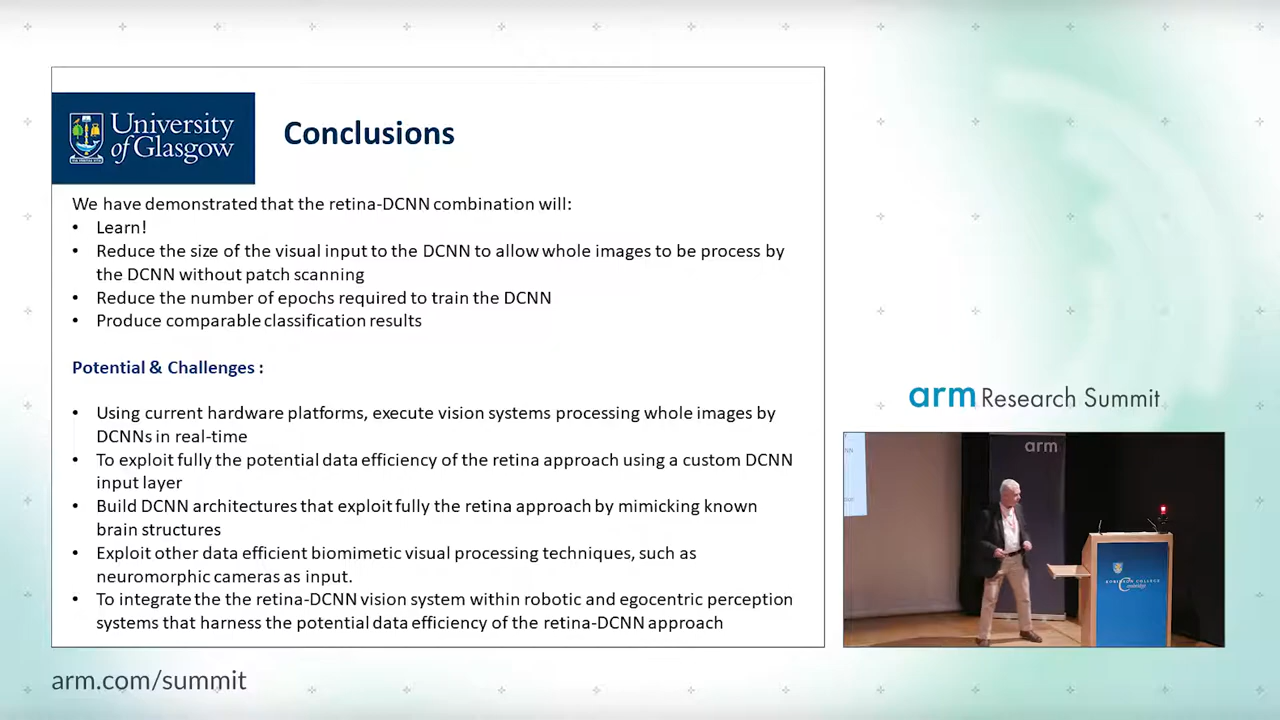 University
of Glasgow
Conclusions
We have demonstrated that the retina-DCNN combination will:
• Learn!
• Reduce the size of the visual input to the DCNN to allow whole images to be process by
the DCNN without patch scanning
• Reduce the number of epochs required to train the DCNN
• Produce comparable classification results
Potential & Challenges :
• Using current hardware platforms, execute vision systems processing whole images by
DCNNs in real-time
• To exploit fully the potential data efficiency of the retina approach using a custom DCNN
input layer
• Build DCNN architectures that exploit fully the retina approach by mimicking known
brain structures
• Exploit other data efficient biomimetic visual processing techniques, such as
neuromorphic cameras as input.
• To integrate the the retina-DCNN vision system within robotic and egocentric perception
systems that harness the potential data efficiency of the retina-DCNN approach
arm Research Summit
arm
ROBINSON COLLEGE
Cambridge
arm.com/summit